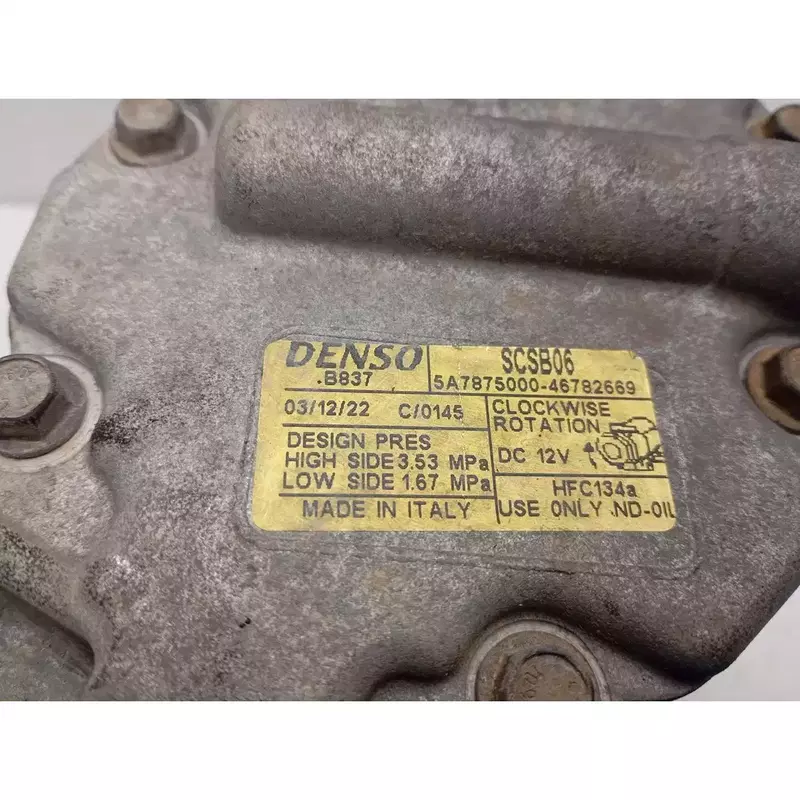 DENSO SCSB06
.B837 5A7875000-46782669
03/12/22 C/0145 CLOCKWISE
ROTATION
DESIGN PRES
HIGH SIDE 3.53 MPa DC 12V
LOW SIDE 1.67 MPa HFC134a
MADE IN ITALY USE ONLY .ND-OIL